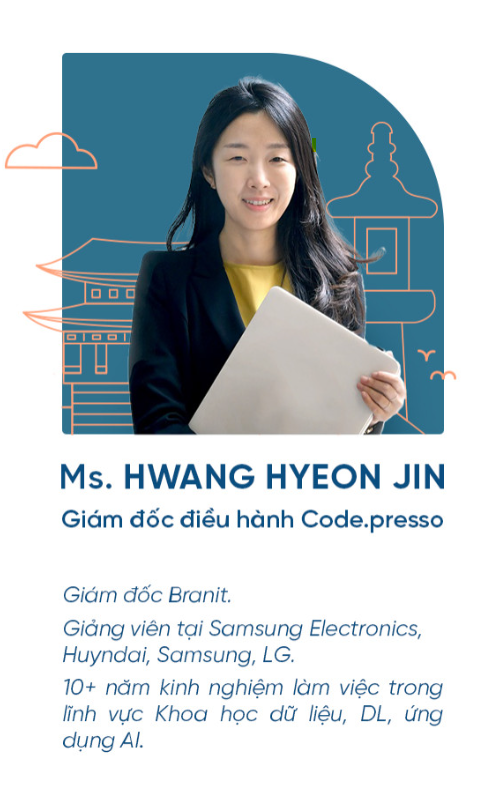 Ms. HWANG HYEON JIN
Giám đốc điều hành Code.presso
Giám đốc Branit.
Giảng viên tại Samsung Electronics,
Huyndai, Samsung, LG.
10+ năm kinh nghiệm làm việc trong
lĩnh vực Khoa học dữ liệu, DL, ứng
dụng AI.